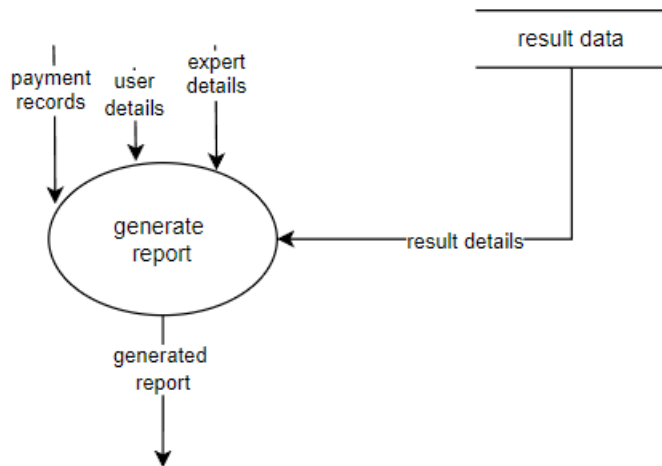 result data
payment
records
user
details
expert
details
generate
report
result details
generated
report